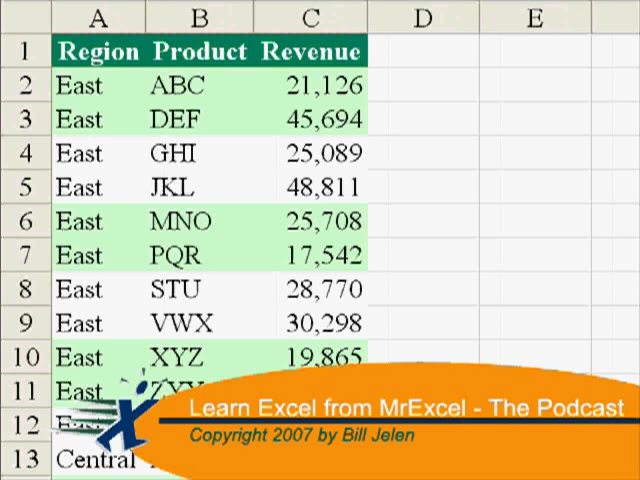 A B C D E
1 Region Product Revenue
2 East ABC 21,126
3 East DEF 45,694
4 East GHI 25,089
5 East JKL 48,811
6 East MNO 25,708
7 East PQR 17,542
8 East STU 28,770
9 East VWX 30,298
10 East XYZ 19,865
11 East
12
13 Central
Learn Excel from MrExcel - The Podcast
Copyright 2007 by Bill Jelen